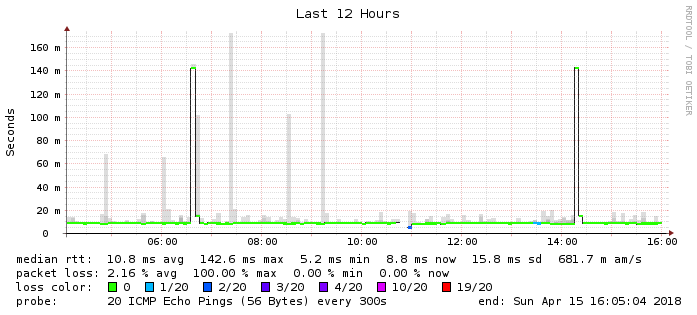 Last 12 Hours
RRDTOOL / TOBI OETIKER
Seconds
160 m
140 m
120 m
100 m
80 m
60 m
40 m
20 m
0
06:00 08:00 10:00 12:00 14:00 16:00
median rtt: 10.8 ms avg 142.6 ms max 5.2 ms min 8.8 ms now 15.8 ms sd 681.7 m am/s
packet loss: 2.16 % avg 100.00 % max 0.00 % min 0.00 % now
loss color: 0 1/20 2/20 3/20 4/20 10/20 19/20
probe: 20 ICMP Echo Pings (56 Bytes) every 300s end: Sun Apr 15 16:05:04 2018